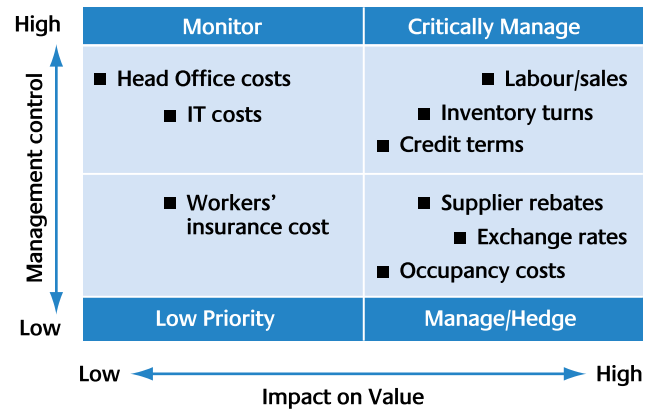 High
Monitor
Critically Manage
Head Office costs
Labour/sales
IT costs
Inventory turns
Credit terms
Management control
Workers'
insurance cost
Supplier rebates
Exchange rates
Occupancy costs
Low
Low Priority
Manage/Hedge
Low
High
Impact on Value